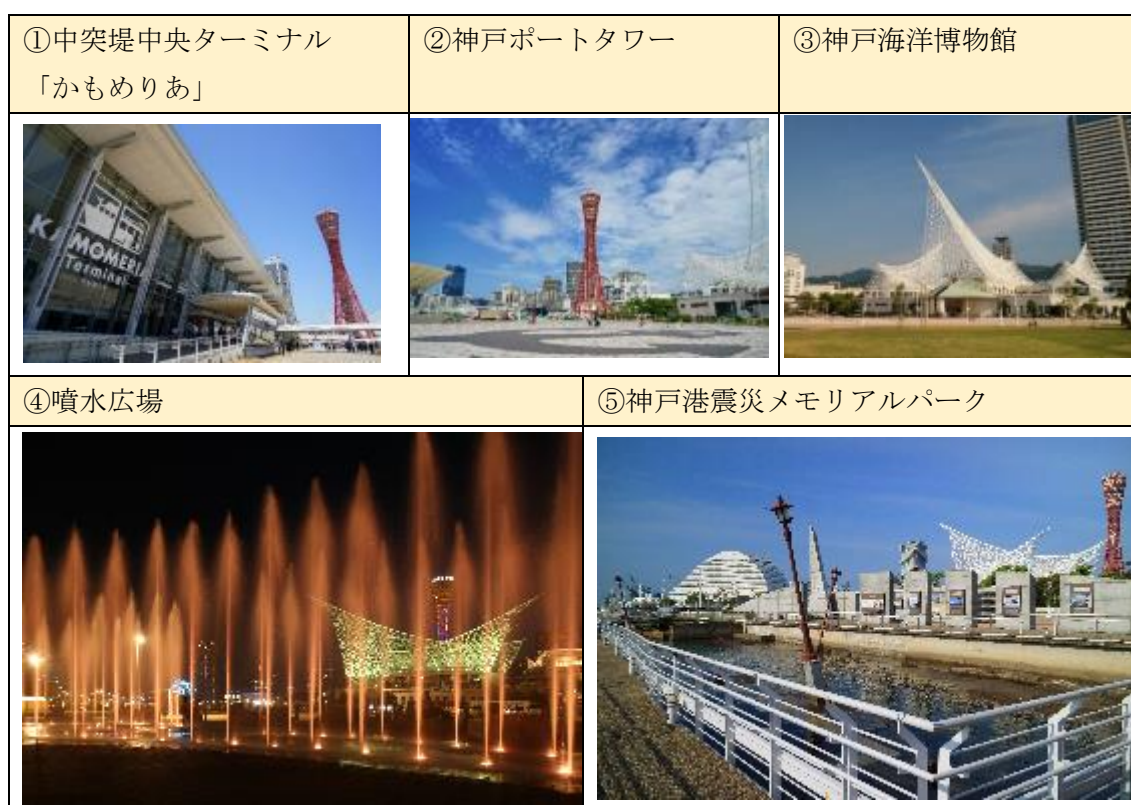 ①中突堤中央ターミナル
「かもめりあ」
②神戸ポートタワー
③神戸海洋博物館
KAMOMERIA
Terminal
④噴水広場
⑤神戸港震災メモリアルパーク